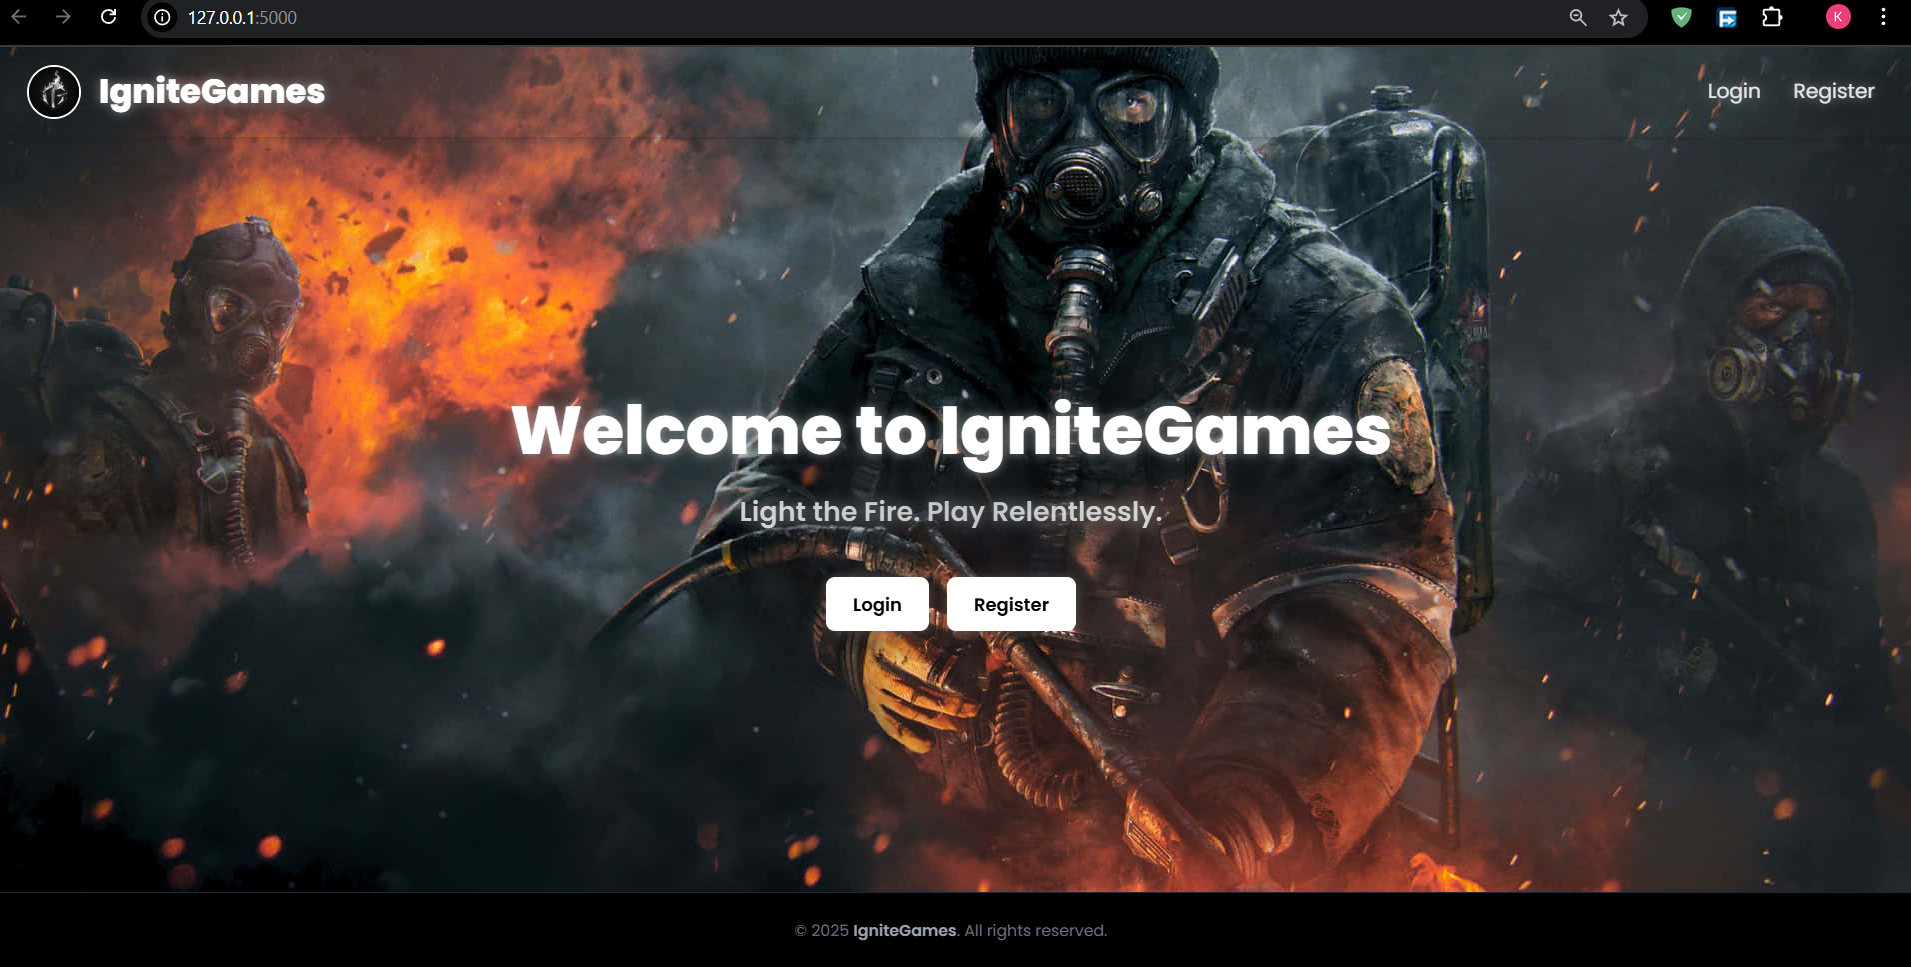 127.0.0.1:5000
K
IgniteGames
Login
Register
Welcome to IgniteGames
Light the Fire. Play Relentlessly.
Login
Register
© 2025 IgniteGames. All rights reserved.